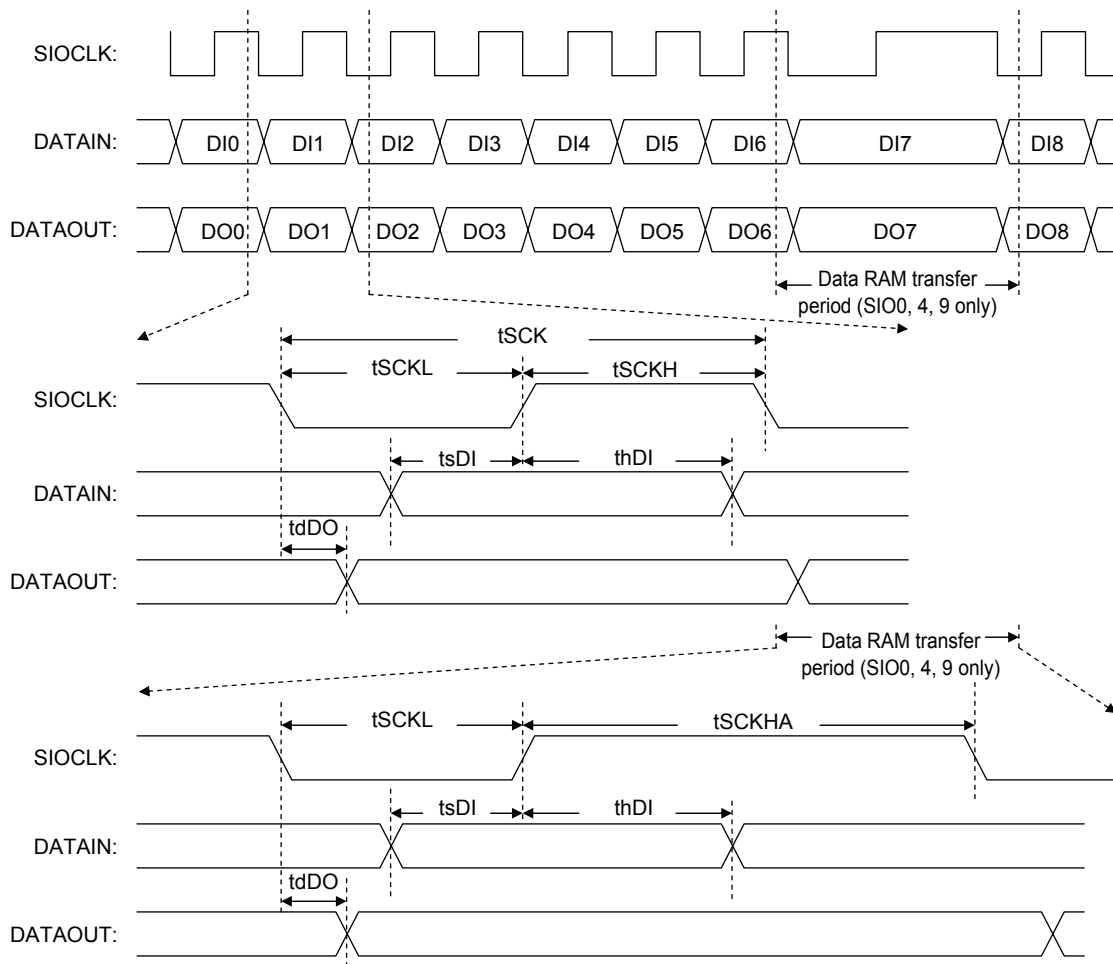 SIOCLK:
DATAIN: DI0 DI1 DI2 DI3 DI4 DI5 DI6 DI7 DI8
DATAOUT: DO0 DO1 DO2 DO3 DO4 DO5 DO6 DO7 DO8
Data RAM transfer
period (SIO0, 4, 9 only)
tSCK
tSCKL tSCKH
SIOCLK:
tsDI thDI
DATAIN:
tdDO
DATAOUT:
Data RAM transfer
period (SIO0, 4, 9 only)
tSCKL tSCKHA
SIOCLK:
tsDI thDI
DATAIN:
tdDO
DATAOUT: